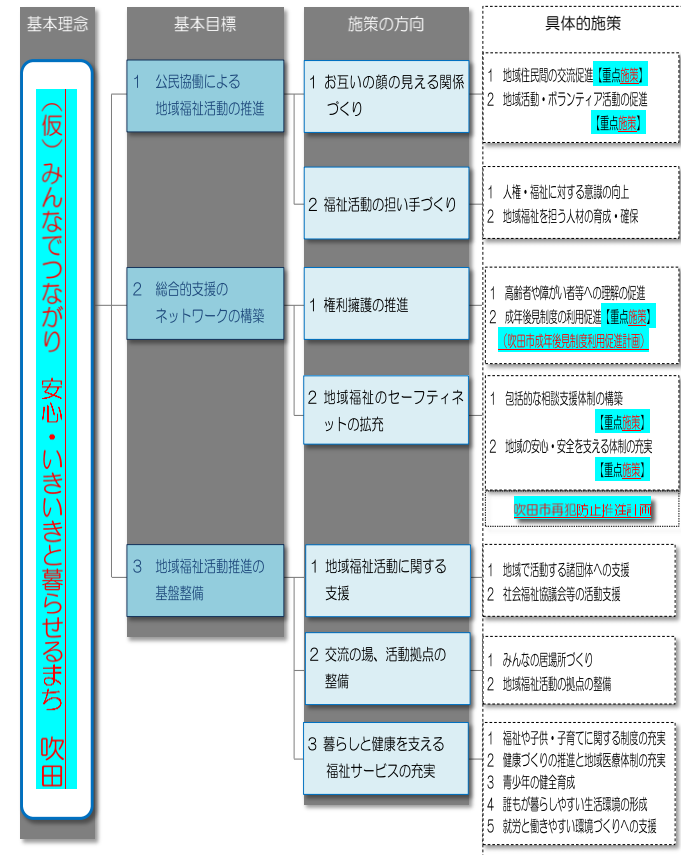 基本理念
基本目標
施策の方向
具体的施策
（仮）みんなでつながり　安心・いきいきと暮らせるまち　吹田
1　公民協働による
地域福祉活動の推進
1 お互いの顔の見える関係
づくり
1　地域住民間の交流促進【重点施策】
2　地域活動・ボランティア活動の促進
【重点施策】
2 福祉活動の担い手づくり
1　人権・福祉に対する意識の向上
2　地域福祉を担う人材の育成・確保
2　総合的支援の
ネットワークの構築
1 権利擁護の推進
1　高齢者や障がい者等への理解の促進
2　成年後見制度の利用促進【重点施策】
（吹田市成年後見制度利用促進計画）
2 地域福祉のセーフティネ
ットの拡充
1　包括的な相談支援体制の構築
【重点施策】
2　地域の安心・安全を支える体制の充実
【重点施策】
吹田市再犯防止推進計画
3　地域福祉活動推進の
基盤整備
1 地域福祉活動に関する
支援
1　地域で活動する諸団体への支援
2　社会福祉協議会等の活動支援
2 交流の場、活動拠点の
整備
1　みんなの居場所づくり
2　地域福祉活動の拠点の整備
3 暮らしと健康を支える
福祉サービスの充実
1　福祉や子供・子育てに関する制度の充実
2　健康づくりの推進と地域医療体制の充実
3　青少年の健全育成
4　誰もが暮らしやすい生活環境の形成
5　就労と働きやすい環境づくりへの支援